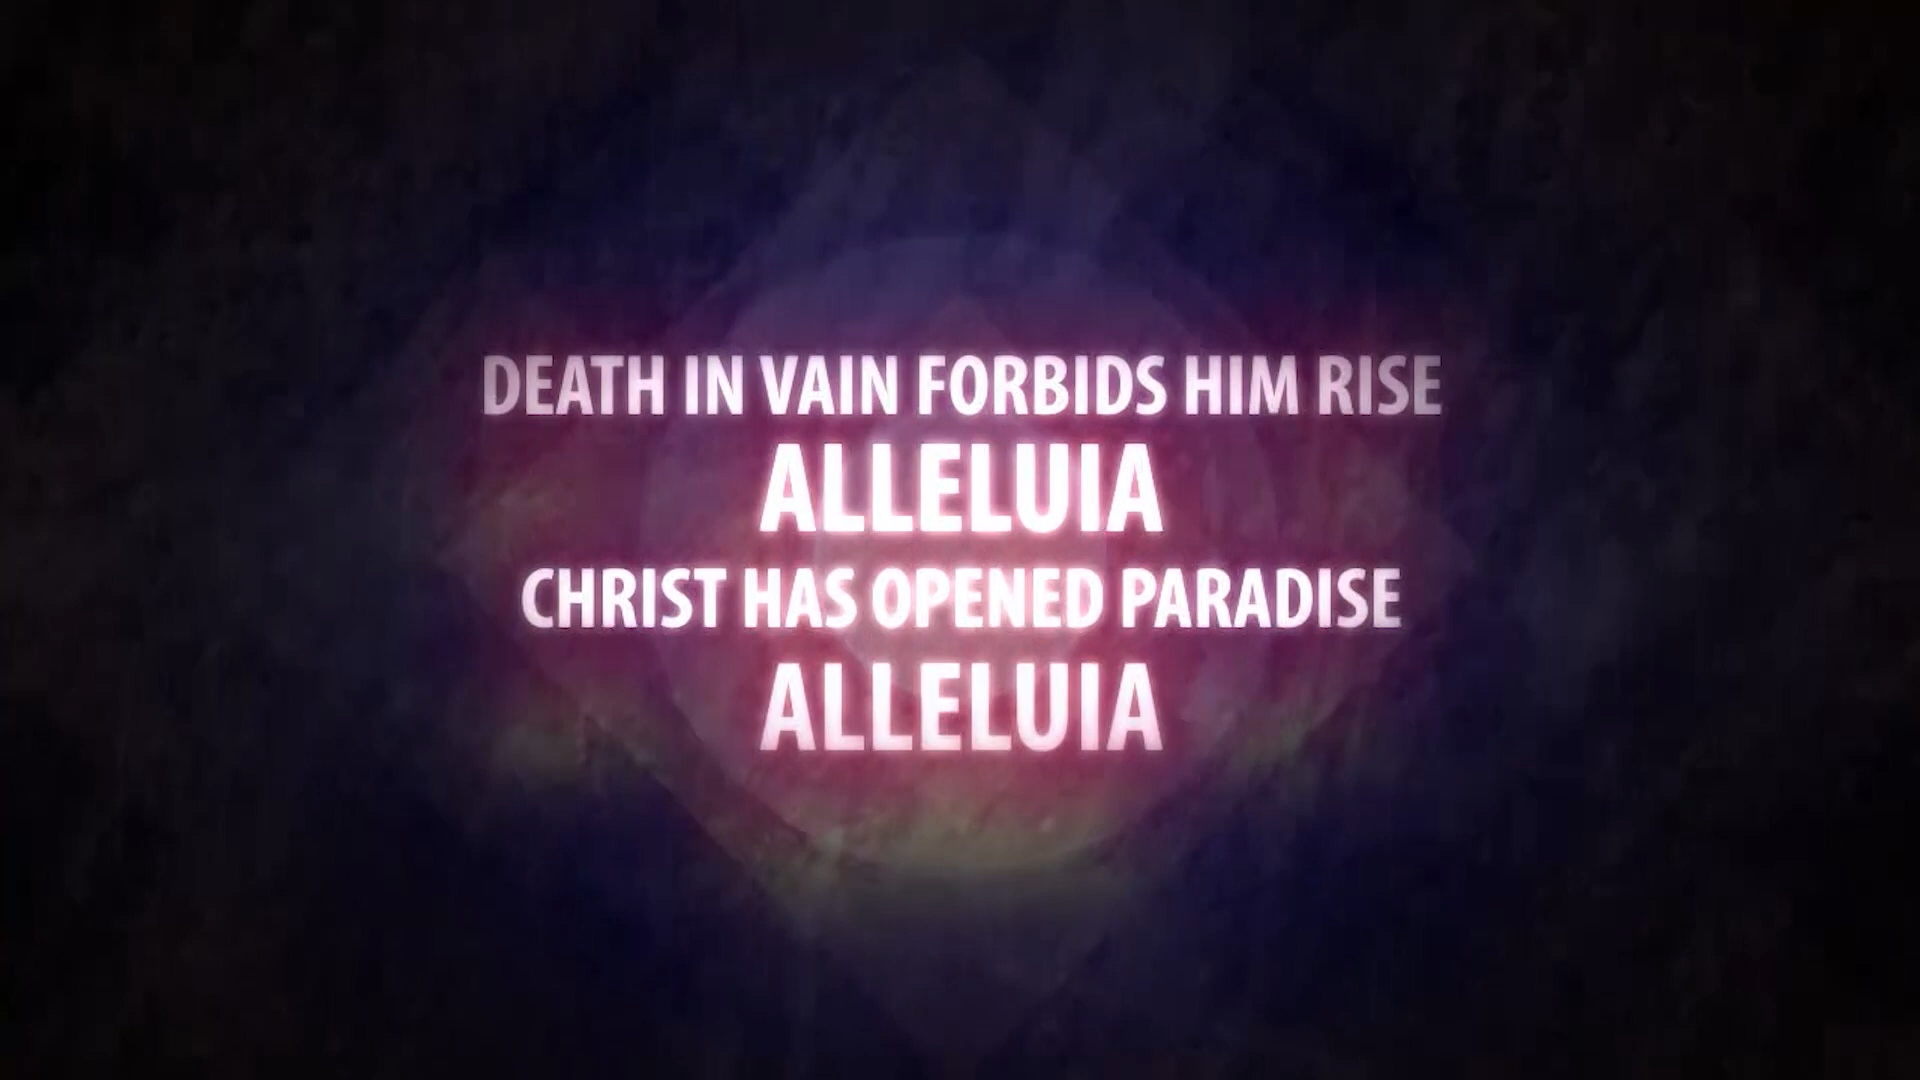 DEATH IN VAIN FORBIDS HIM RISE
ALLELUIA
CHRIST HAS OPENED PARADISE
ALLELUIA